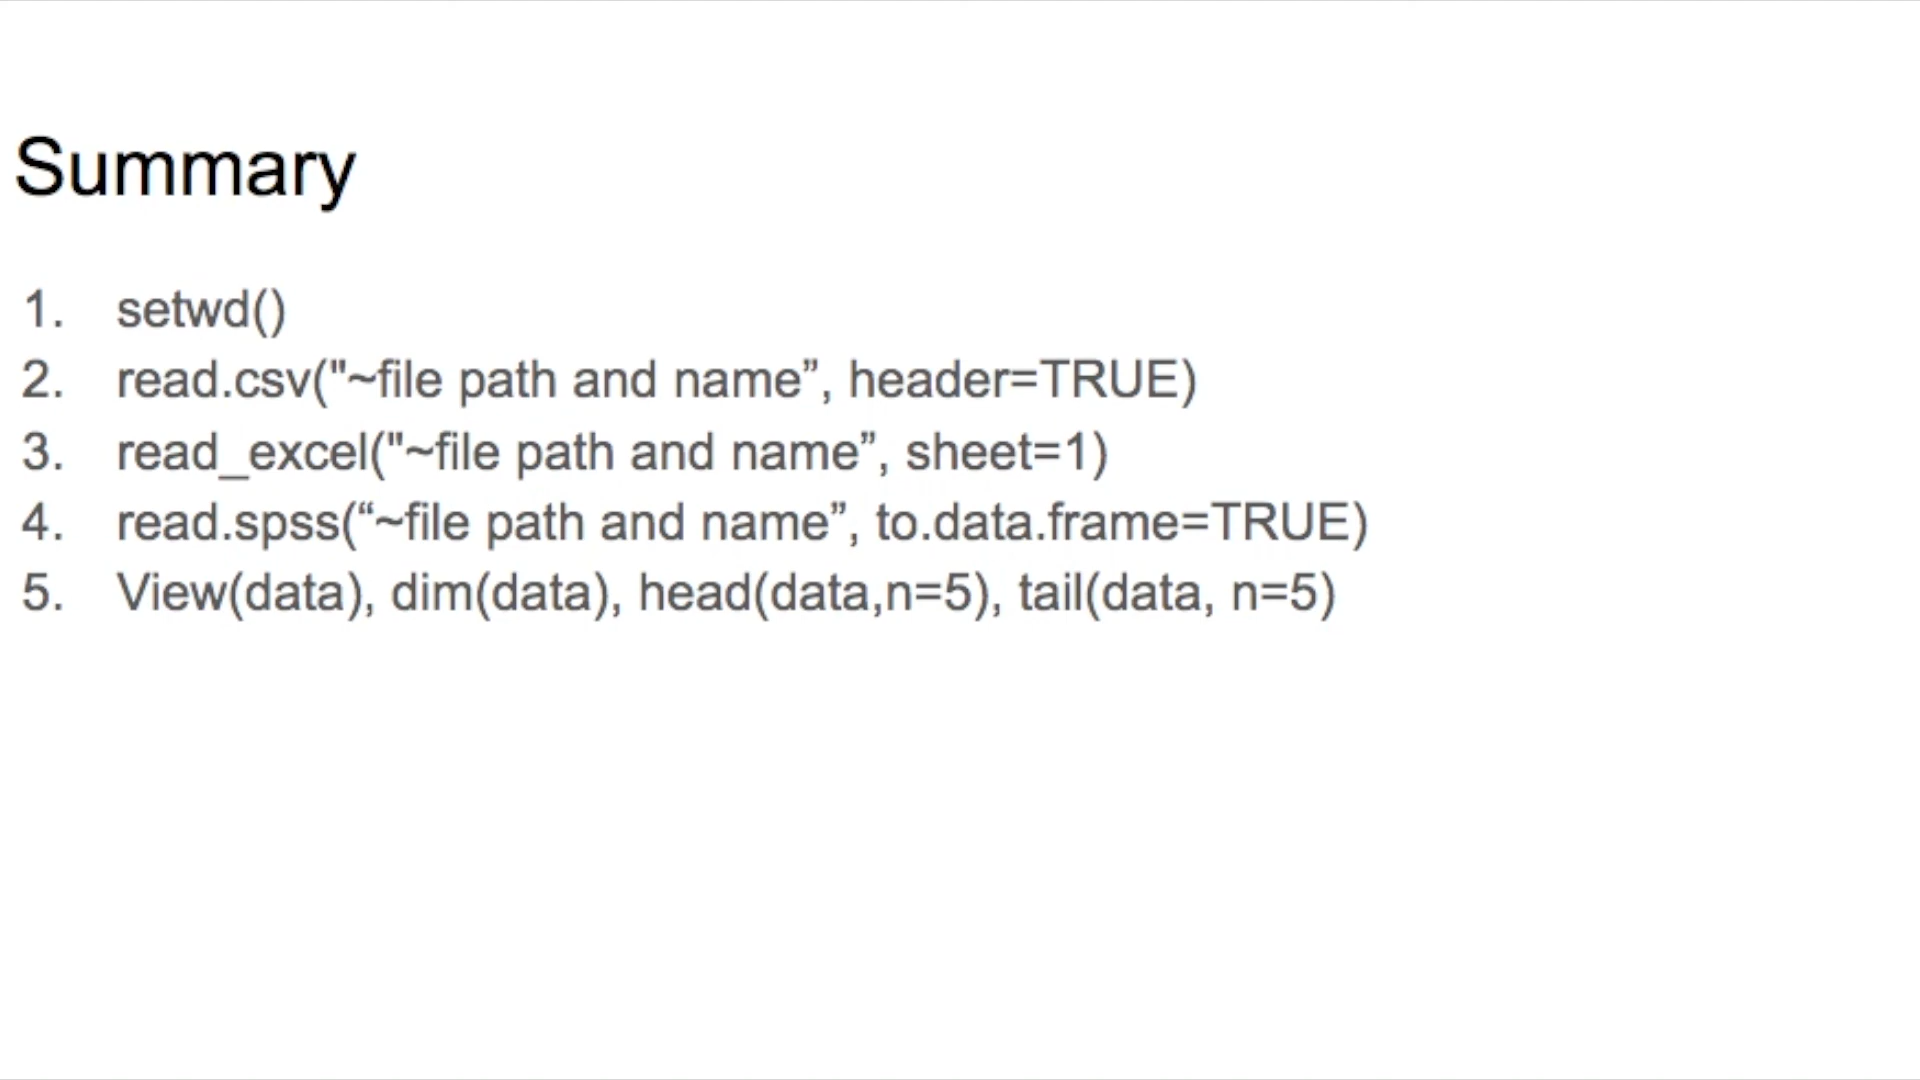 Summary
1. setwd()
2. read.csv("~file path and name”, header=TRUE)
3. read_excel("~file path and name”, sheet=1)
4. read.spss(“~file path and name”, to.data.frame=TRUE)
5. View(data), dim(data), head(data,n=5), tail(data, n=5)